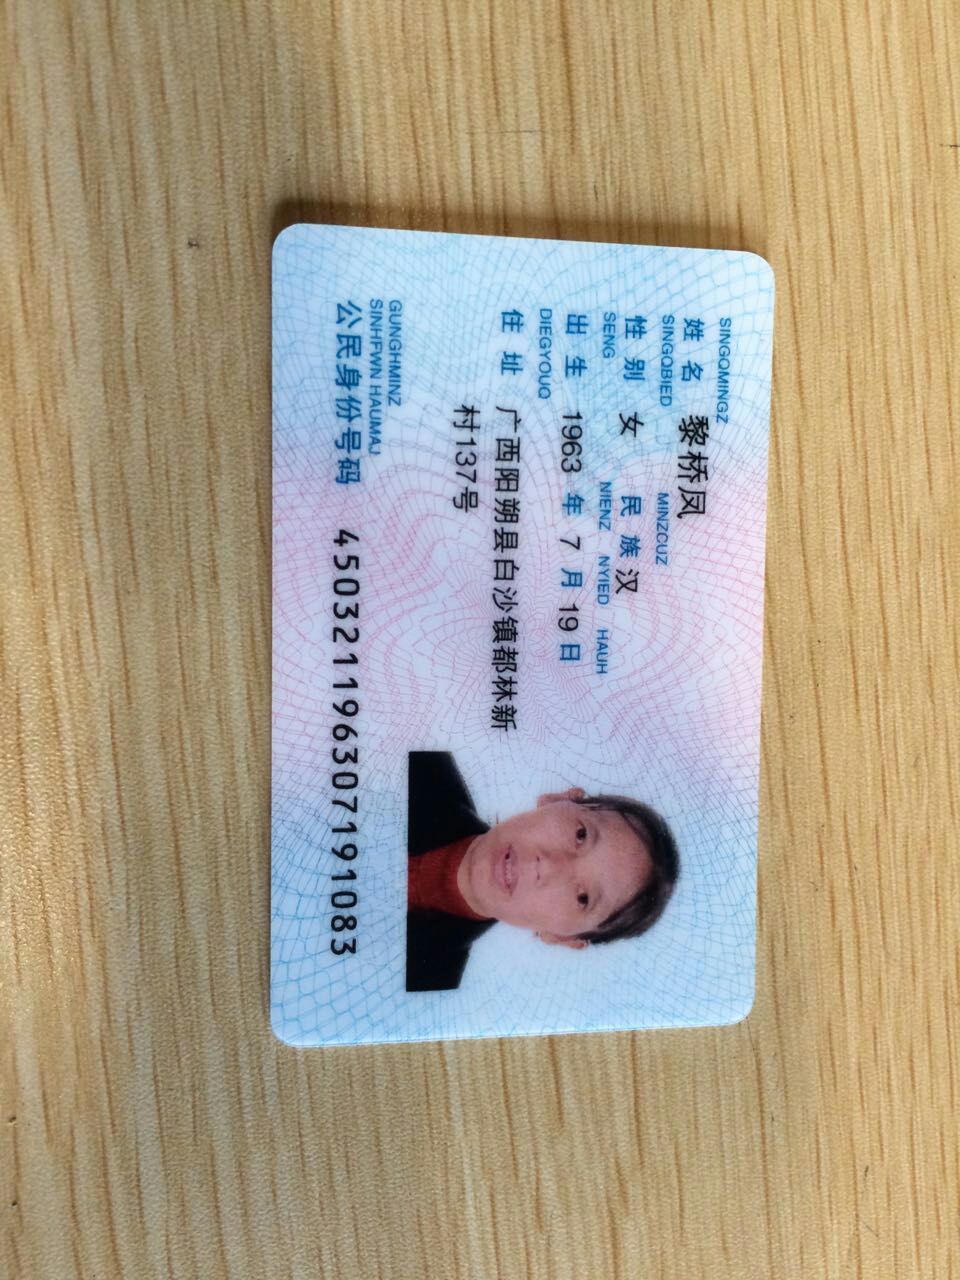 SINGQMINGZ
姓名 黎桥凤
SINGQBIED MINZCUZ
性别 女 民族 汉
SENG NIENZ NYIED HAUH
出生 1963 年 7 月 19 日
DIEGYOUQ
住址 广西阳朔县白沙镇都林新
村137号
GUNGHMINZ
SINHFWN HAUMAJ
公民身份号码 450321196307191083